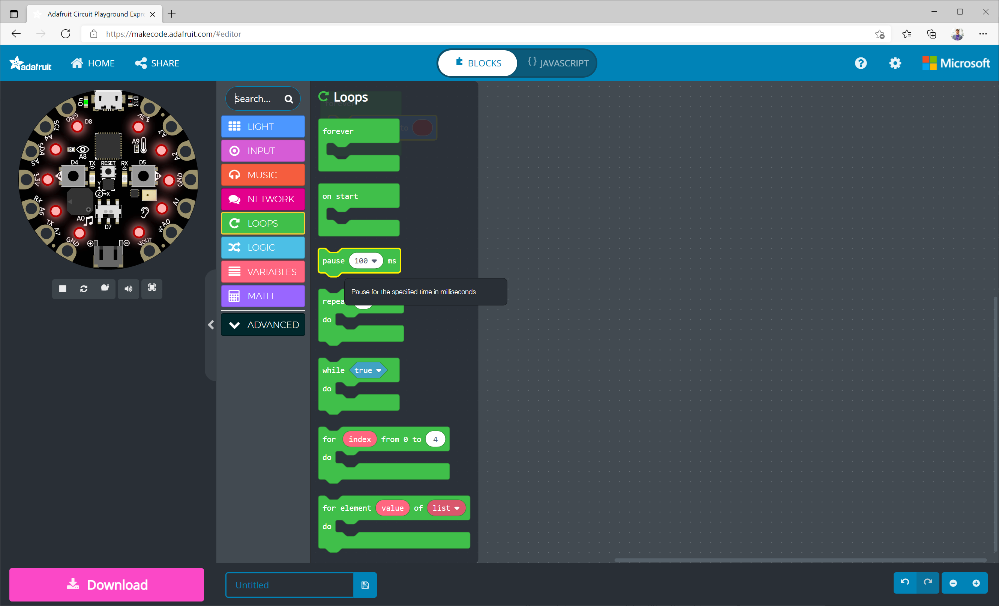 Adafruit Circuit Playground Expre
https://makecode.adafruit.com/#editor
adafruit
HOME
SHARE
BLOCKS
{} JAVASCRIPT
Microsoft
On
D13
GND
D8
3.3V
SCL
A4
A3
SDA
A5
A8
A9
A2
D4
TX
RESET
RX
D5
3.3V
A
B
GND
Y
Z
X
RX
A6
A1
A0
TX
A7
D7
A0
GND
VOUT
Search...
LIGHT
INPUT
MUSIC
NETWORK
LOOPS
LOGIC
VARIABLES
MATH
ADVANCED
Loops
forever
to
forever
on start
pause 100 ms
Pause for the specified time in milliseconds
repea
do
while true
do
for index from 0 to 4
do
for element value of list
do
Download
Untitled